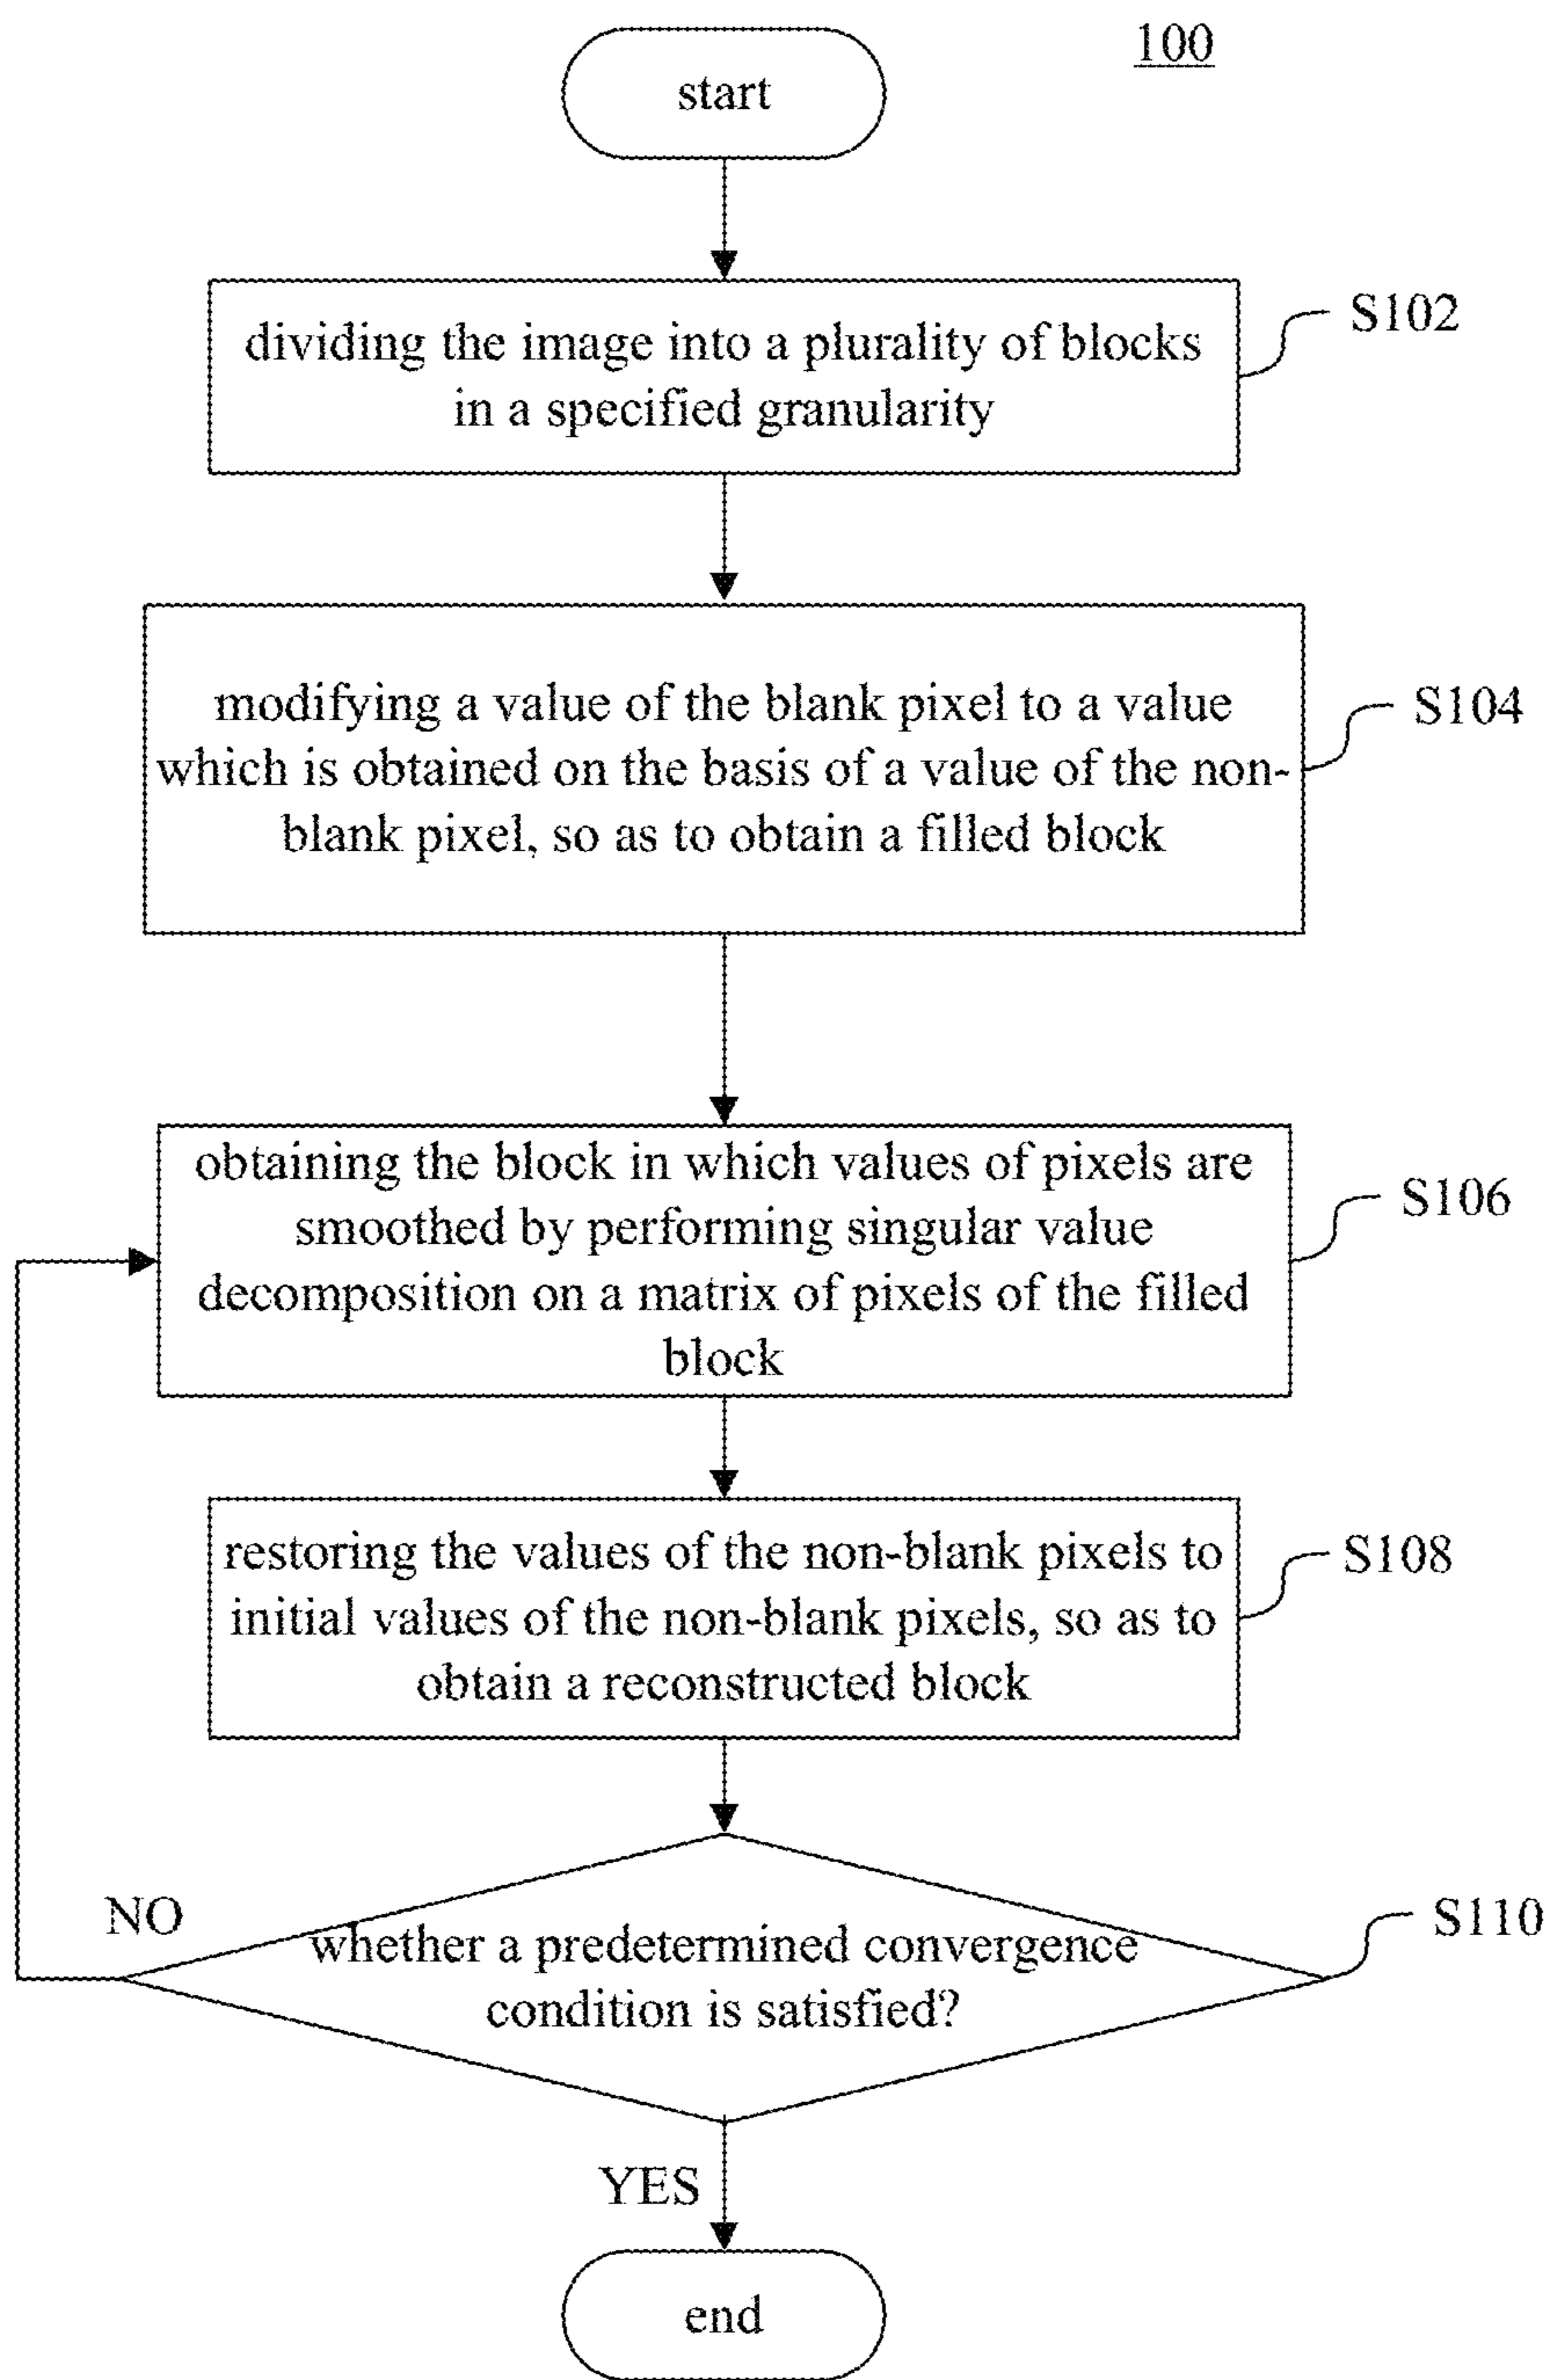 100
start
dividing the image into a plurality of blocks
in a specified granularity
S102
modifying a value of the blank pixel to a value
which is obtained on the basis of a value of the non-
blank pixel, so as to obtain a filled block
S104
obtaining the block in which values of pixels are
smoothed by performing singular value
decomposition on a matrix of pixels of the filled
block
S106
restoring the values of the non-blank pixels to
initial values of the non-blank pixels, so as to
obtain a reconstructed block
S108
NO
whether a predetermined convergence
condition is satisfied?
S110
YES
end